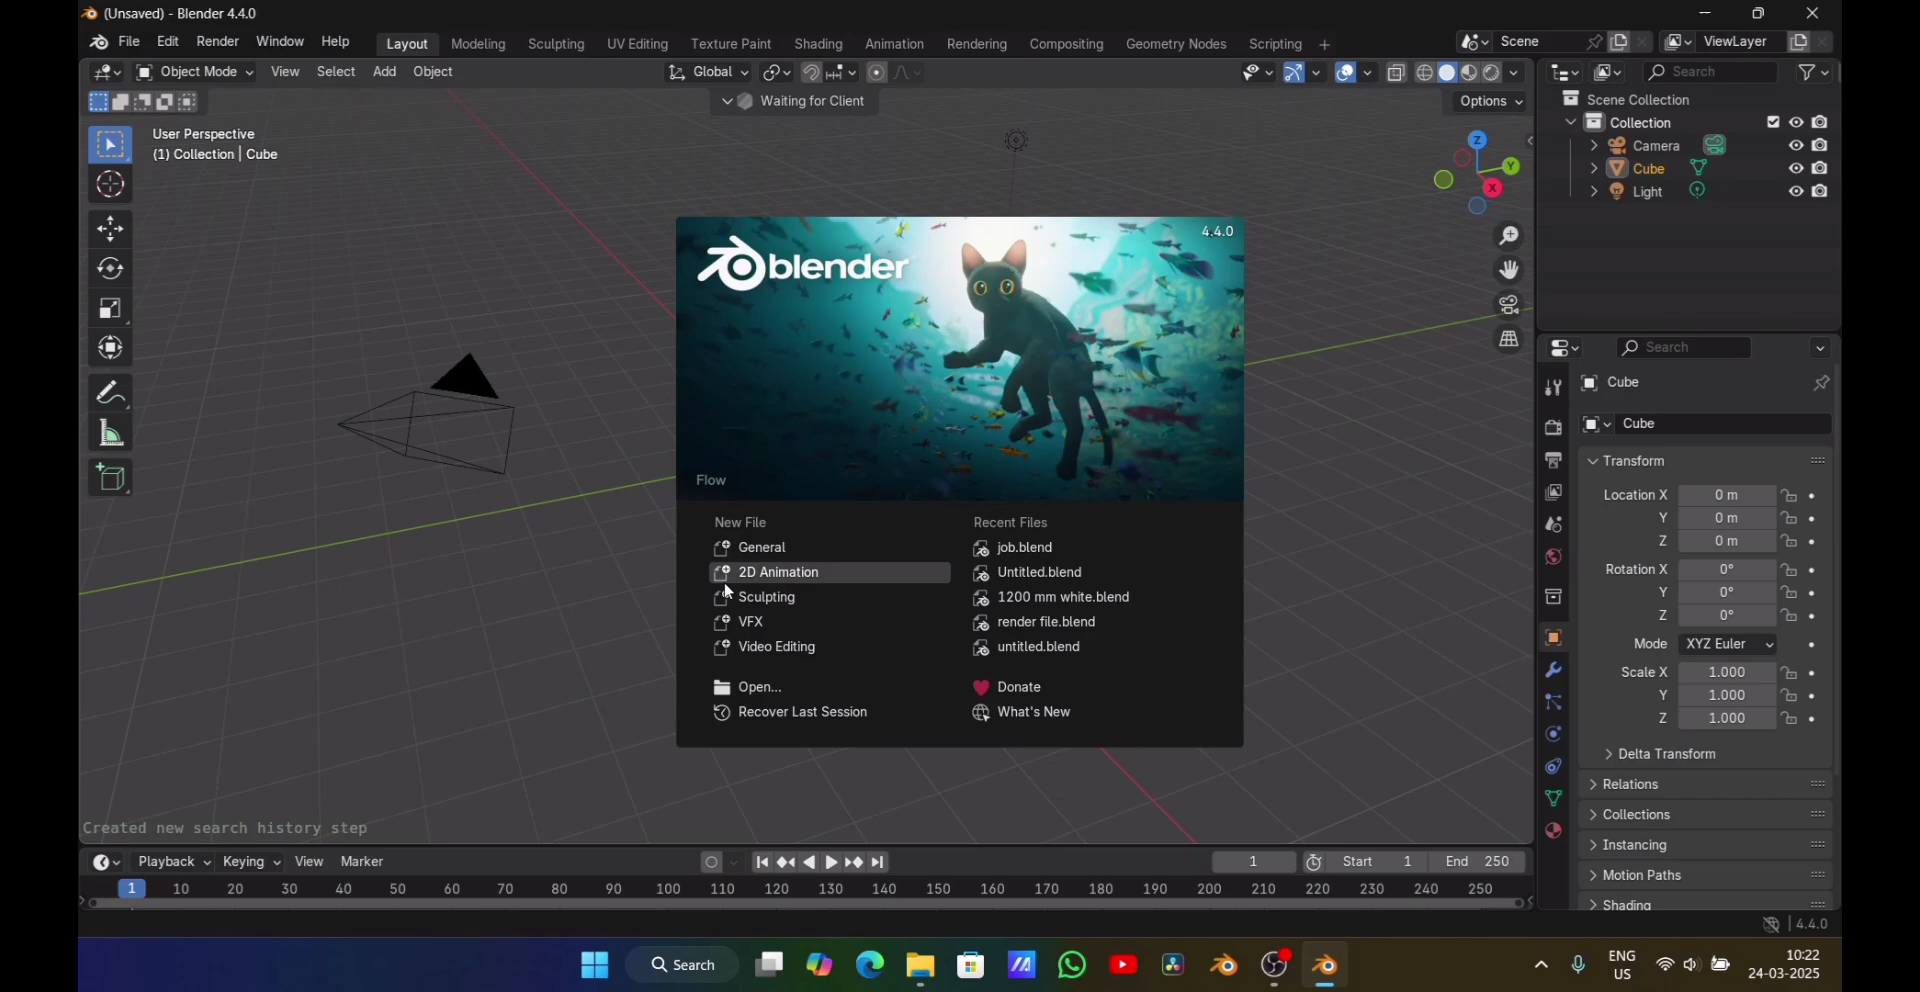 (Unsaved) - Blender 4.4.0
File Edit Render Window Help Layout Modeling Sculpting UV Editing Texture Paint Shading Animation Rendering Compositing Geometry Nodes Scripting + Scene ViewLayer
Object Mode View Select Add Object Global Search
Waiting for Client Options
User Perspective
(1) Collection | Cube
Z
Y
X
Scene Collection
Collection
Camera
Cube
Light
4.4.0
blender
Flow
New File
General
2D Animation
Sculpting
VFX
Video Editing
Open...
Recover Last Session
Recent Files
job.blend
Untitled.blend
1200 mm white.blend
render file.blend
untitled.blend
Donate
What's New
Search
Cube
Cube
Transform
Location X 0 m
Y 0 m
Z 0 m
Rotation X 0°
Y 0°
Z 0°
Mode XYZ Euler
Scale X 1.000
Y 1.000
Z 1.000
Delta Transform
Relations
Collections
Instancing
Motion Paths
Shading
Created new search history step
Playback Keying View Marker 1 Start 1 End 250
1 10 20 30 40 50 60 70 80 90 100 110 120 130 140 150 160 170 180 190 200 210 220 230 240 250
4.4.0
Search
ENG
US
10:22
24-03-2025